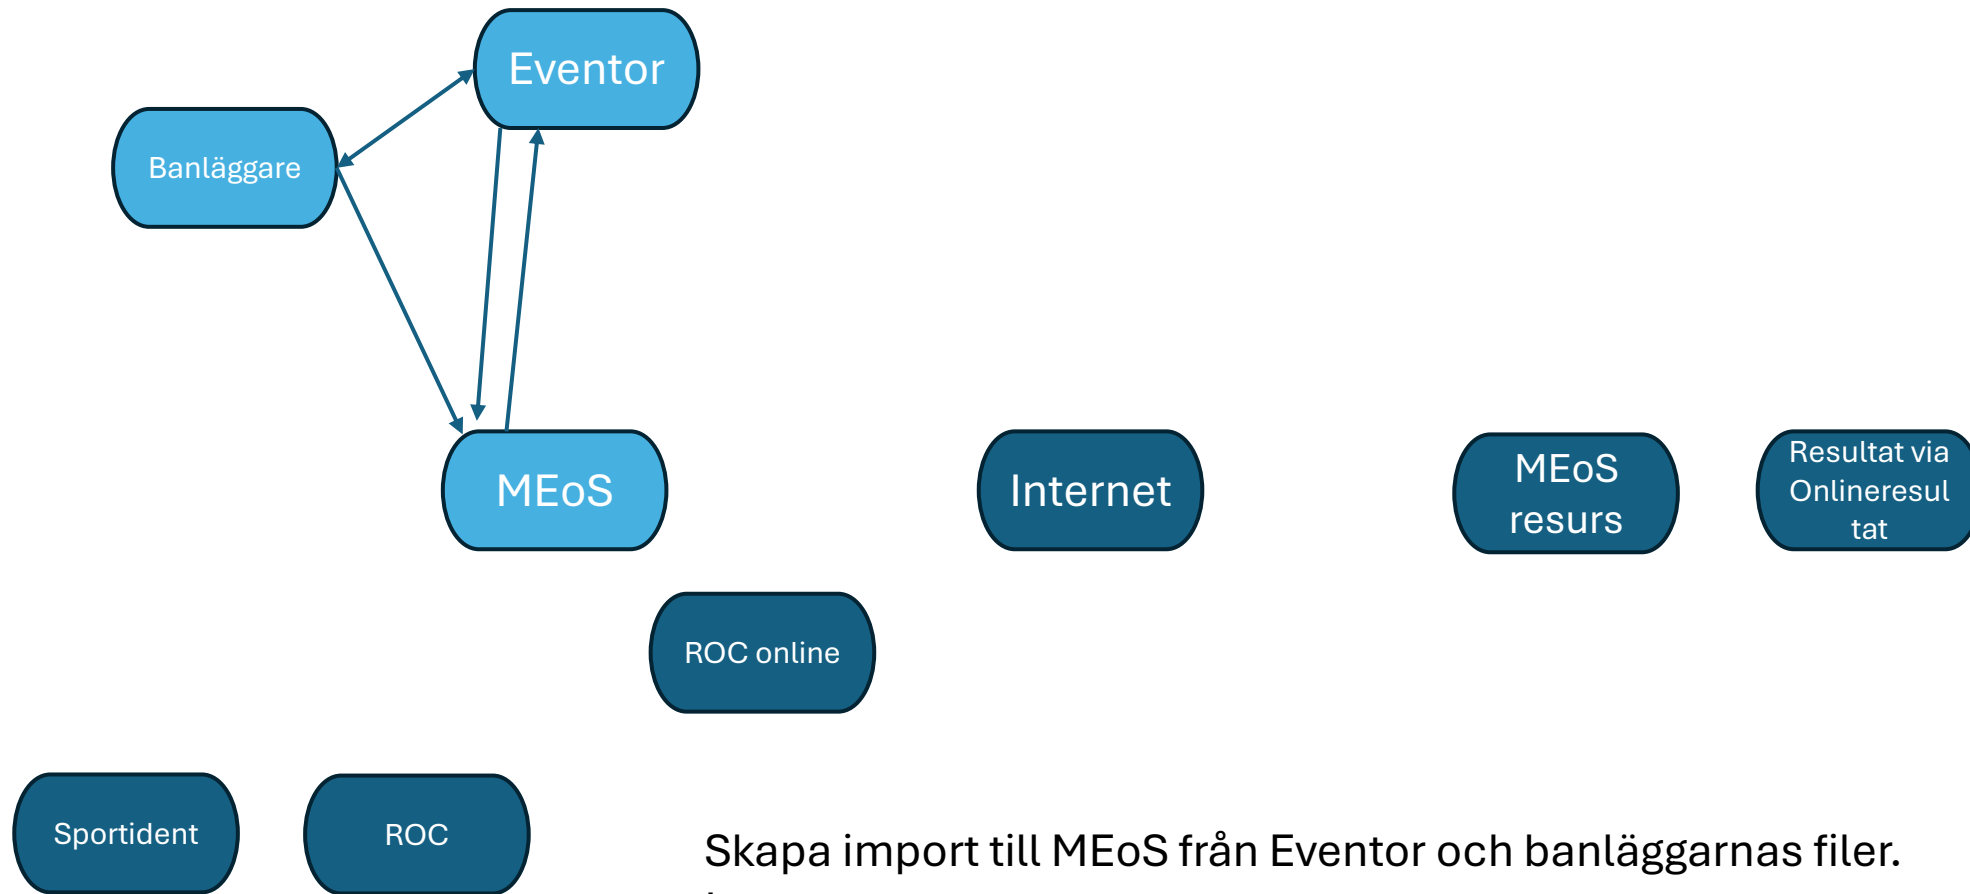 Eventor
Banläggare
MEoS
Internet
MEoS
resurs
Resultat via
Onlineresul
tat
ROC online
Sportident
ROC
Skapa import till MEoS från Eventor och banläggarnas filer.